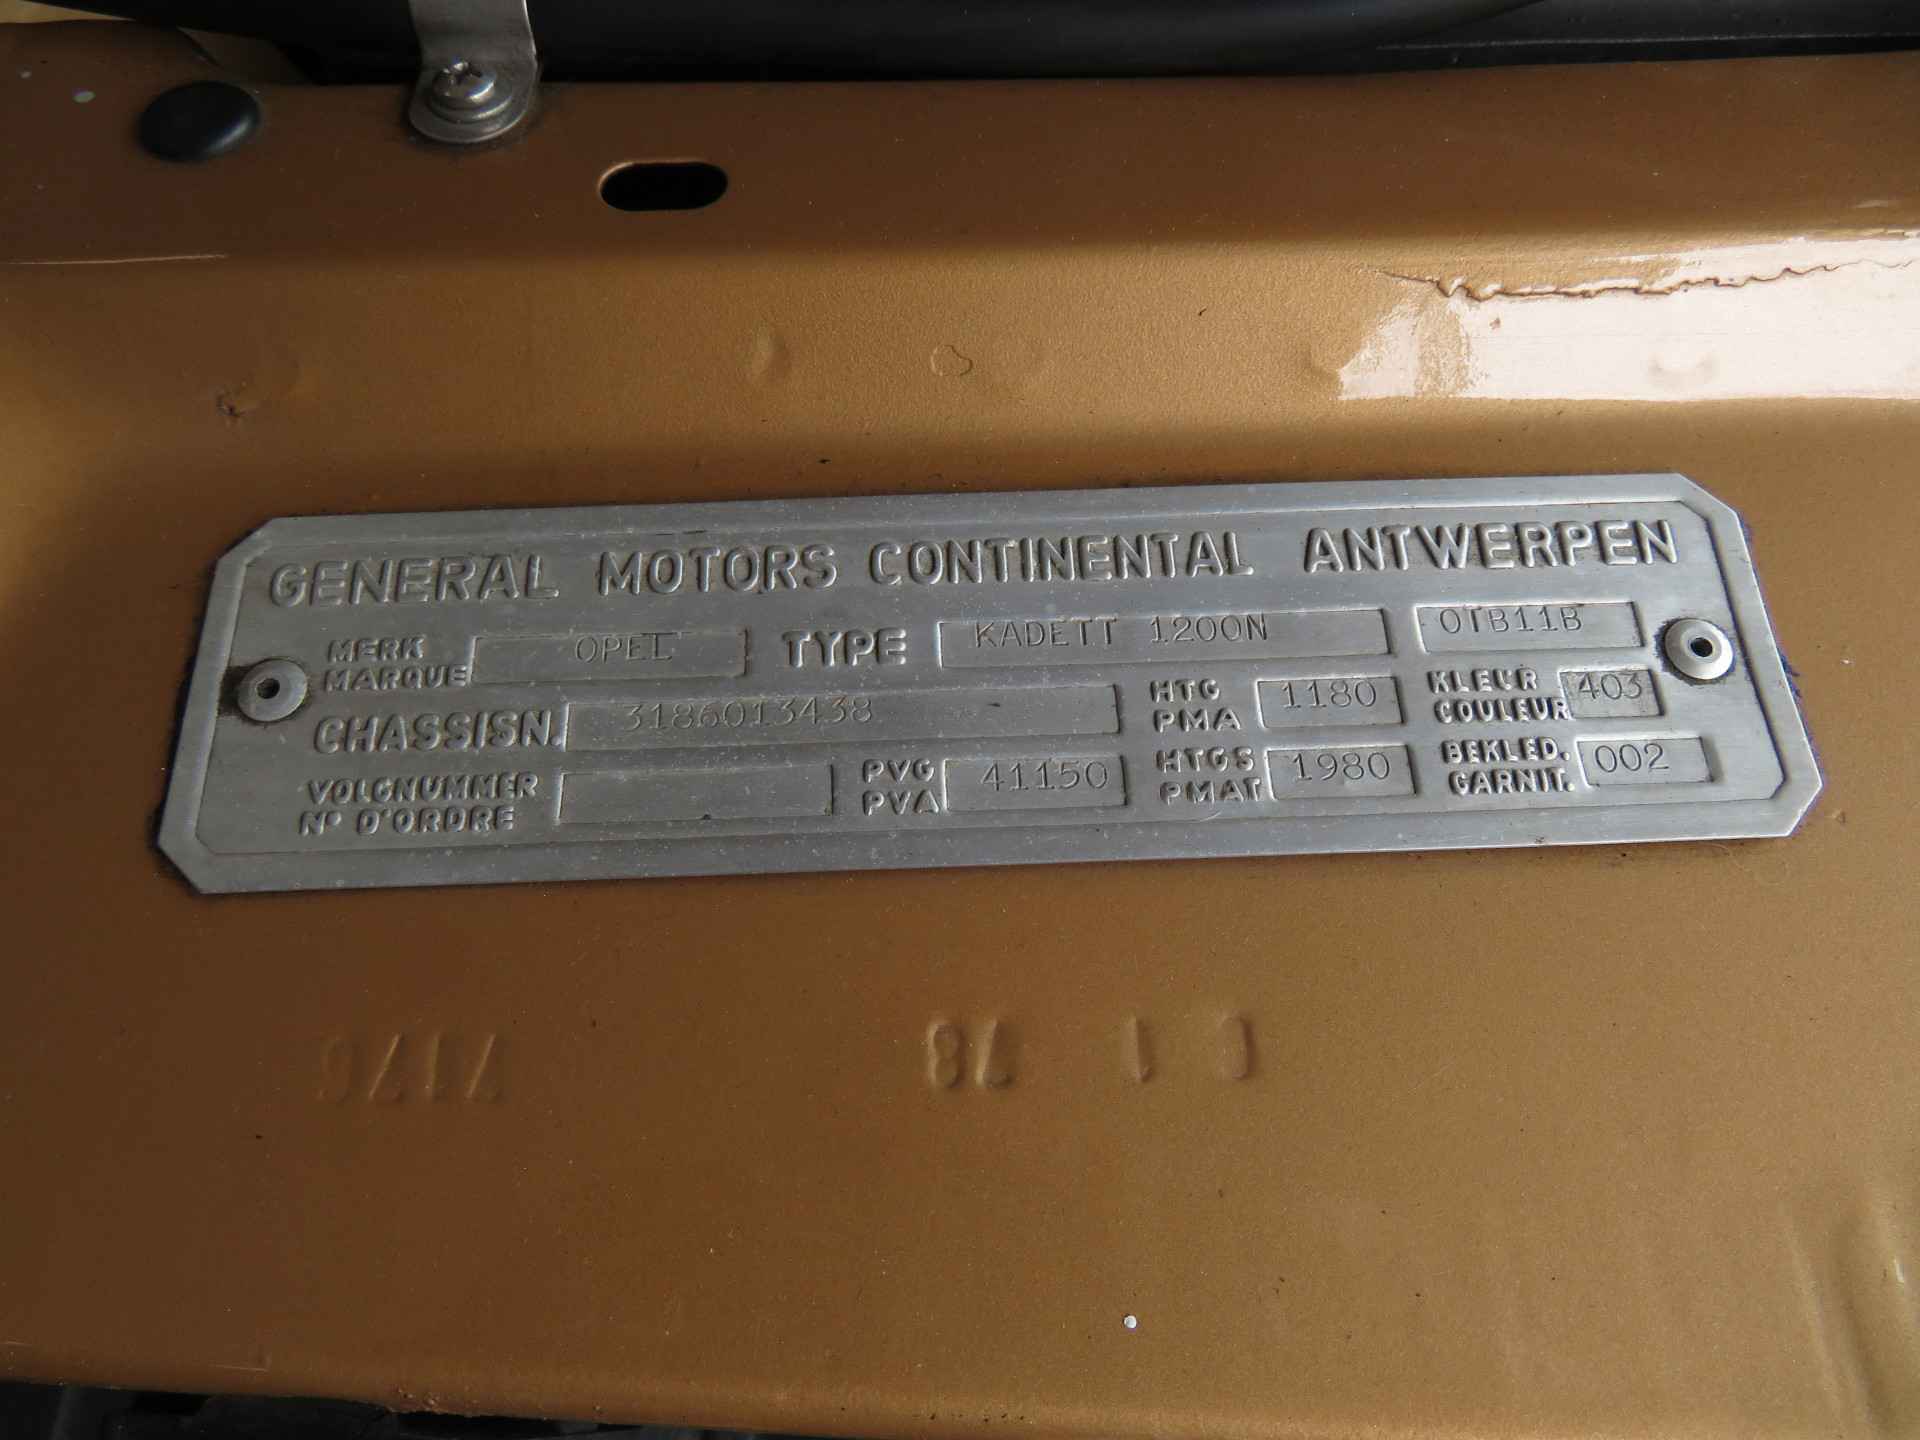 GENERAL MOTORS CONTINENTAL ANTWERPEN
MERK MARQUE OPEL TYPE KADETT 1200N OTB11B
CHASSISN. 3186013438 HTG PMA 1180 KLEUR COULEUR 403
VOLGNUMMER N° D'ORDRE PVG PVA 41150 HTGS PMAT 1980 BEKLED. GARNIT. 002